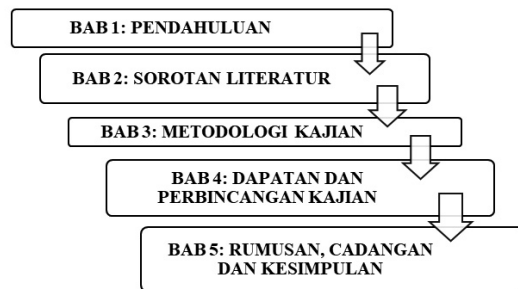 BAB 1: PENDAHULUAN
BAB 2: SOROTAN LITERATUR
BAB 3: METODOLOGI KAJIAN
BAB 4: DAPATAN DAN
PERBINCANGAN KAJIAN
BAB 5: RUMUSAN, CADANGAN
DAN KESIMPULAN